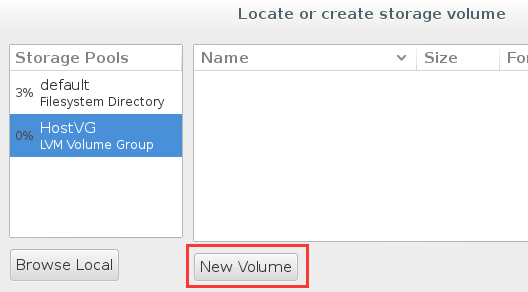 Locate or create storage volume
Storage Pools
Name
Size
Fo
3%
default
Filesystem Directory
0%
HostVG
LVM Volume Group
Browse Local
New Volume